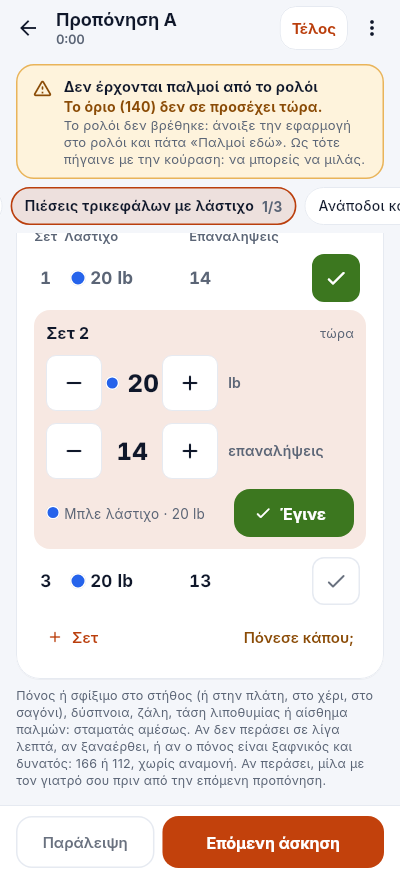 Προπόνηση Α
0:00
Τέλος
Δεν έρχονται παλμοί από το ρολόι
Το όριο (140) δεν σε προσέχει τώρα.
Το ρολόι δεν βρέθηκε: άνοιξε την εφαρμογή
στο ρολόι και πάτα «Παλμοί εδώ». Ως τότε
πήγαινε με την κούραση: να μπορείς να μιλάς.
Πιέσεις τρικεφάλων με λάστιχο 1/3
Ανάποδοι κο
Σετ Λάστιχο Επαναλήψεις
1 20 lb 14
Σετ 2 τώρα
− 20 + lb
− 14 + επαναλήψεις
Μπλε λάστιχο · 20 lb Έγινε
3 20 lb 13
+ Σετ Πόνεσε κάπου;
Πόνος ή σφίξιμο στο στήθος (ή στην πλάτη, στο χέρι, στο
σαγόνι), δύσπνοια, ζάλη, τάση λιποθυμίας ή αίσθημα
παλμών: σταματάς αμέσως. Αν δεν περάσει σε λίγα
λεπτά, αν ξαναέρθει, ή αν ο πόνος είναι ξαφνικός και
δυνατός: 166 ή 112, χωρίς αναμονή. Αν περάσει, μίλα με
τον γιατρό σου πριν από την επόμενη προπόνηση.
Παράλειψη Επόμενη άσκηση